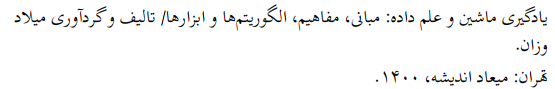 یادگیری ماشین و علم داده: مبانی، مفاهیم، الگوریتم‌ها و ابزارها/ تالیف و گردآوری میلاد
وزان.
تهران: میعاد اندیشه، ۱۴۰۰.